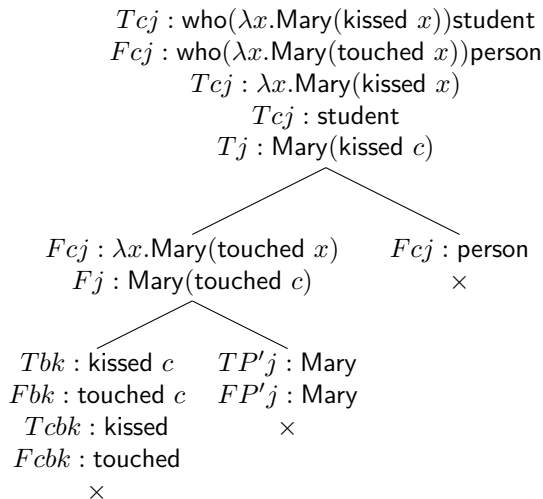 Tcj : who(λx.Mary(kissed x))student
Fcj : who(λx.Mary(touched x))person
Tcj : λx.Mary(kissed x)
Tcj : student
Tj : Mary(kissed c)
Fcj : λx.Mary(touched x)
Fj : Mary(touched c)
Fcj : person
×
Tbk : kissed c
Fbk : touched c
Tcbk : kissed
Fcbk : touched
×
TP′j : Mary
FP′j : Mary
×